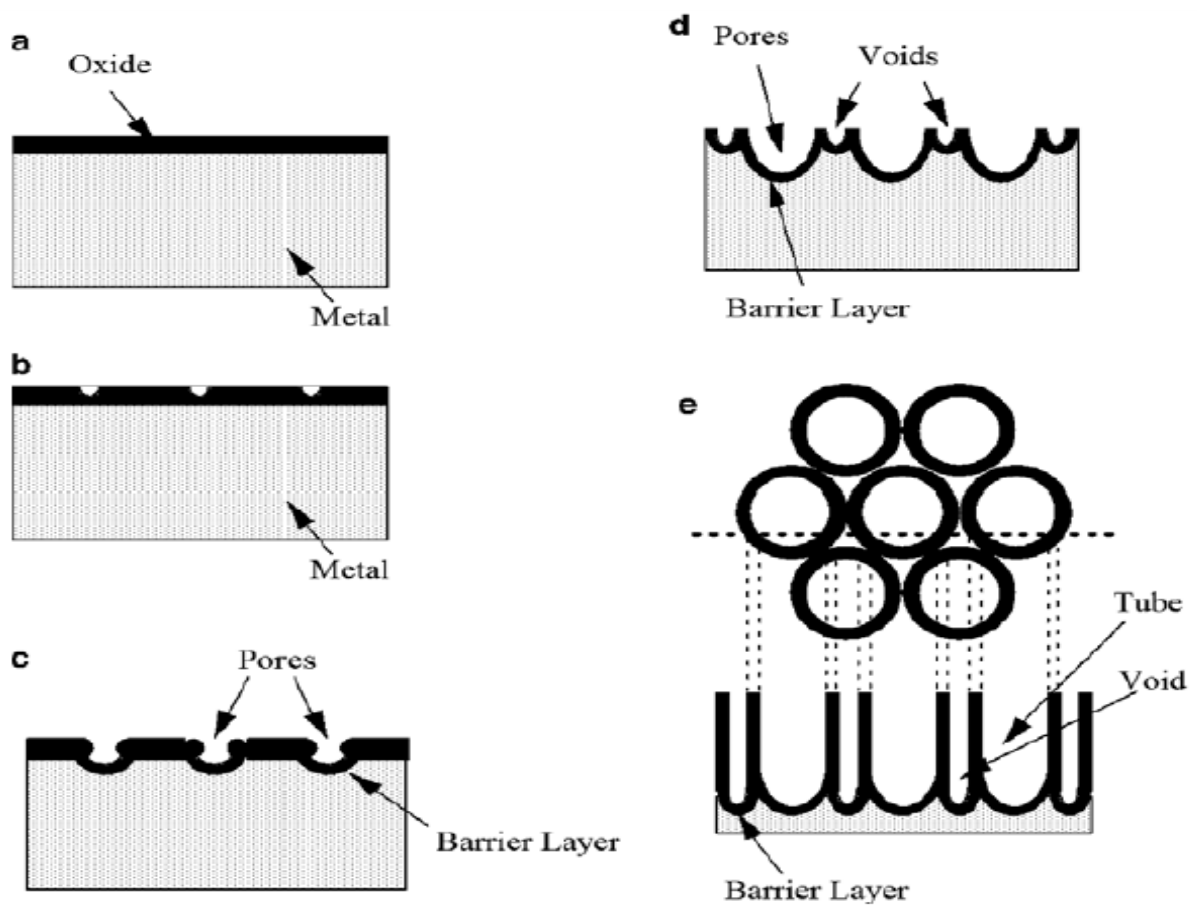 a
Oxide
Metal
b
Metal
c
Pores
Barrier Layer
d
Pores
Voids
Barrier Layer
e
Tube
Void
Barrier Layer